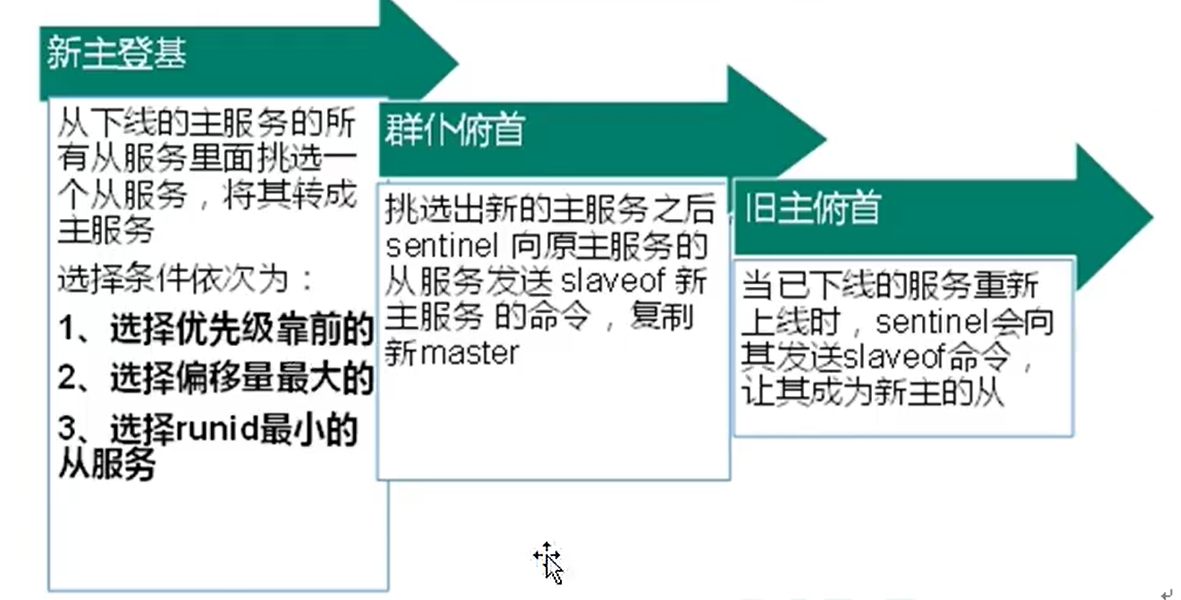 新主登基
从下线的主服务的所
有从服务里面挑选一
个从服务，将其转成
主服务
选择条件依次为：
1、选择优先级靠前的
2、选择偏移量最大的
3、选择runid最小的
从服务
群仆俯首
挑选出新的主服务之后，
sentinel 向原主服务的
从服务发送 slaveof 新
主服务 的命令，复制
新master
旧主俯首
当已下线的服务重新
上线时，sentinel会向
其发送slaveof命令，
让其成为新主的从